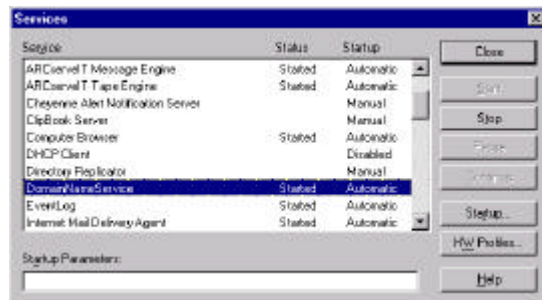 Services
Service Status Startup
ARCserveIT Message Engine Started Automatic
ARCserveIT Tape Engine Started Automatic
Cheyenne Alert Notification Server Manual
ClipBook Server Manual
Computer Browser Started Automatic
DHCP Client Disabled
Directory Replicator Manual
DomainNameService Started Automatic
EventLog Started Automatic
Internet Mail Delivery Agent Started Automatic
Startup Parameters:
Close
Start
Stop
Pause
Continue
Startup...
HW Profiles...
Help